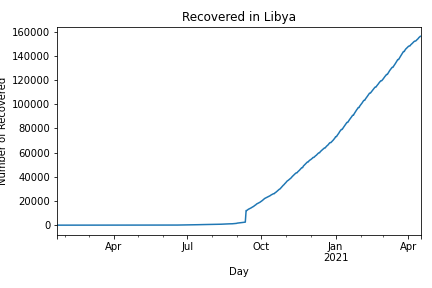 Recovered in Libya
Number of Recovered
160000
140000
120000
100000
80000
60000
40000
20000
0
Apr Jul Oct Jan Apr
2021
Day